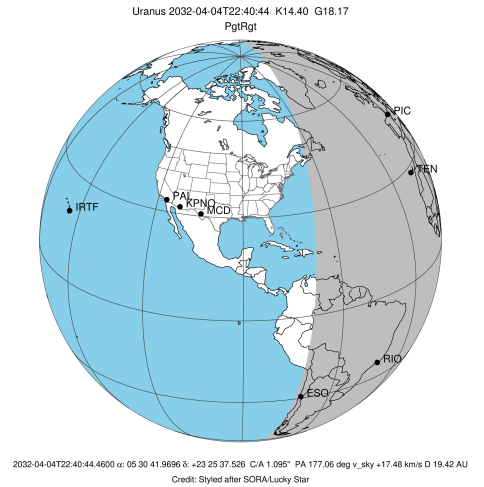 Uranus 2032-04-04T22:40:44 K14.40 G18.17
PgtRgt
PIC
TEN
PAL
KPNO
MCD
IRTF
RIO
ESO
2032-04-04T22:40:44.4600 α: 05 30 41.9696 δ: +23 25 37.526 C/A 1.095" PA 177.06 deg v_sky +17.48 km/s D 19.42 AU
Credit: Styled after SORA/Lucky Star